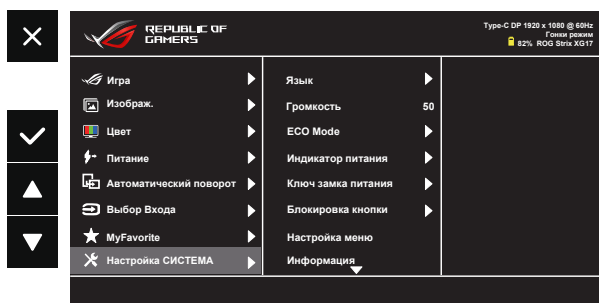 REPUBLIC OF
GAMERS
Type-C DP 1920 x 1080 @ 60Hz
Гонки режим
82% ROG Strix XG17
Игра
Изображ.
Цвет
Питание
Автоматический поворот
Выбор Входа
MyFavorite
Настройка СИСТЕМА
Язык
Громкость 50
ECO Mode
Индикатор питания
Ключ замка питания
Блокировка кнопки
Настройка меню
Информация